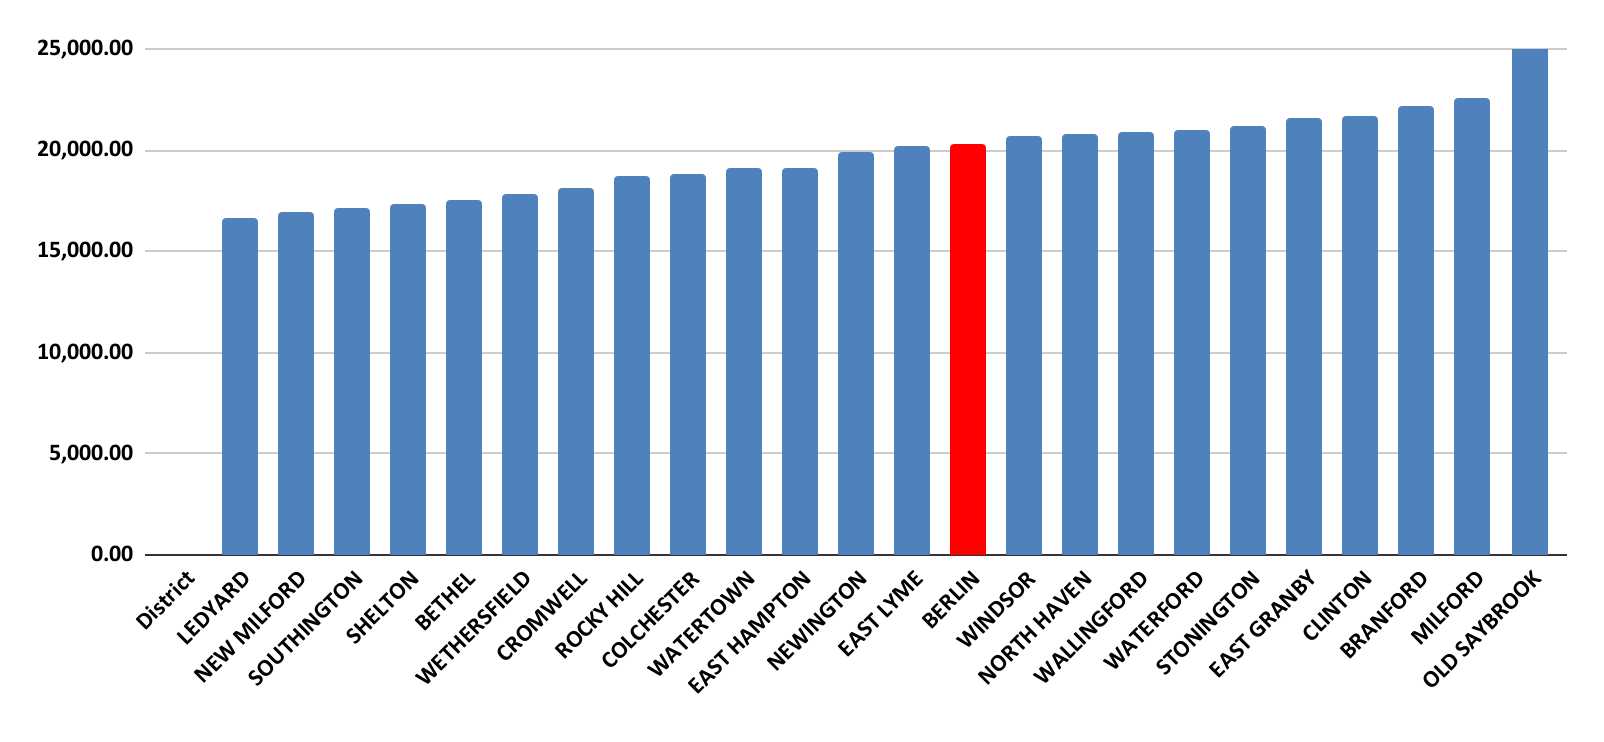 25,000.00
20,000.00
15,000.00
10,000.00
5,000.00
0.00
District
LEDYARD
NEW MILFORD
SOUTHINGTON
SHELTON
BETHEL
WETHERSFIELD
CROMWELL
ROCKY HILL
COLCHESTER
WATERTOWN
EAST HAMPTON
NEWINGTON
EAST LYME
BERLIN
WINDSOR
NORTH HAVEN
WALLINGFORD
WATERFORD
STONINGTON
EAST GRANBY
CLINTON
BRANFORD
MILFORD
OLD SAYBROOK